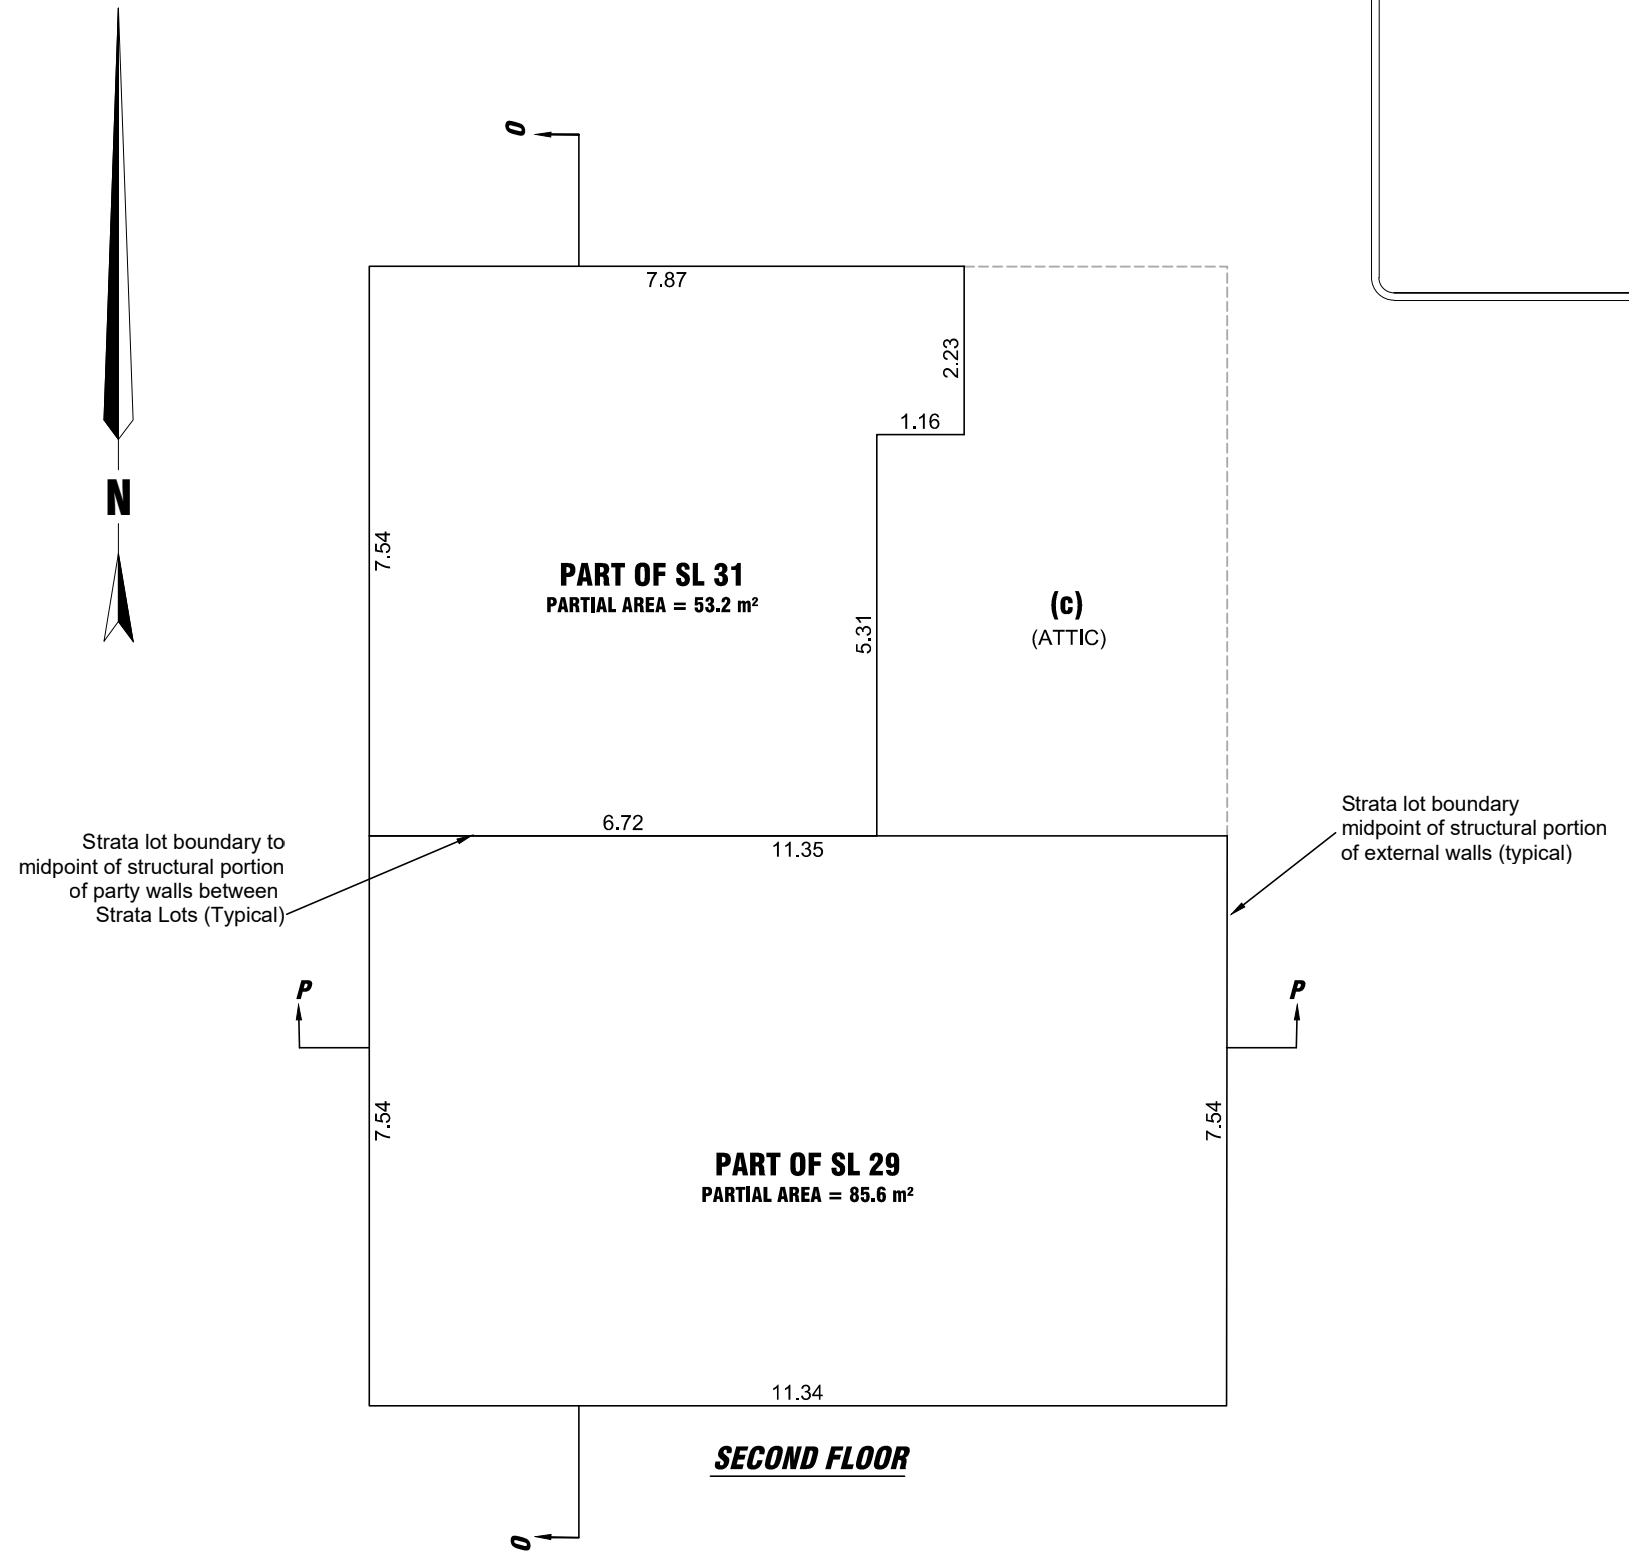 O
7.87
2.23
1.16
N
7.54
PART OF SL 31
PARTIAL AREA = 53.2 m²
(c)
(ATTIC)
5.31
6.72
11.35
Strata lot boundary to
midpoint of structural portion
of party walls between
Strata Lots (Typical)
Strata lot boundary
midpoint of structural portion
of external walls (typical)
P
P
7.54
7.54
PART OF SL 29
PARTIAL AREA = 85.6 m²
11.34
SECOND FLOOR
O